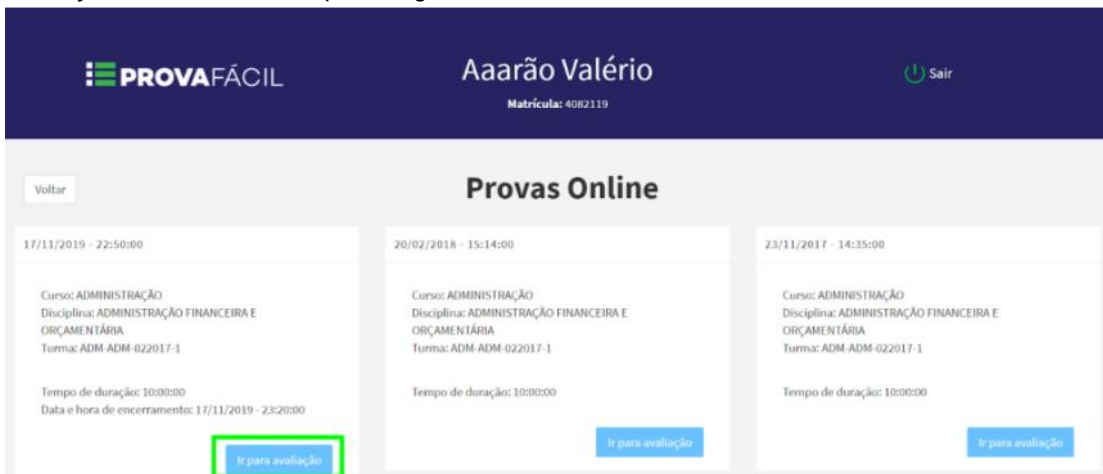 PROVAFÁCIL
Aaarão Valério
Matrícula: 4082119
Sair
Voltar
Provas Online
17/11/2019 - 22:50:00
Curso: ADMINISTRAÇÃO
Disciplina: ADMINISTRAÇÃO FINANCEIRA E
ORÇAMENTÁRIA
Turma: ADM-ADM-022017-1
Tempo de duração: 10:00:00
Data e hora de encerramento: 17/11/2019 - 23:20:00
Ir para avaliação
20/02/2018 - 15:14:00
Curso: ADMINISTRAÇÃO
Disciplina: ADMINISTRAÇÃO FINANCEIRA E
ORÇAMENTÁRIA
Turma: ADM-ADM-022017-1
Tempo de duração: 10:00:00
Ir para avaliação
23/11/2017 - 14:35:00
Curso: ADMINISTRAÇÃO
Disciplina: ADMINISTRAÇÃO FINANCEIRA E
ORÇAMENTÁRIA
Turma: ADM-ADM-022017-1
Tempo de duração: 10:00:00
Ir para avaliação